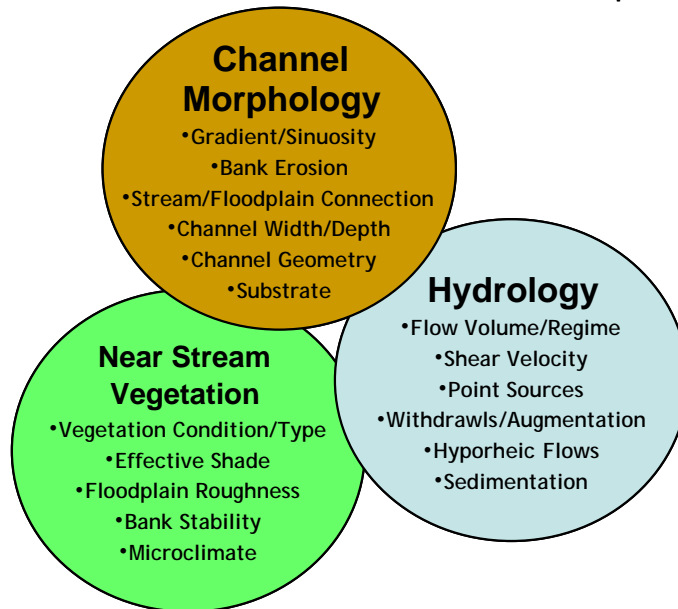 Channel
Morphology
•Gradient/Sinuosity
•Bank Erosion
•Stream/Floodplain Connection
•Channel Width/Depth
•Channel Geometry
•Substrate
Hydrology
•Flow Volume/Regime
•Shear Velocity
•Point Sources
•Withdrawls/Augmentation
•Hyporheic Flows
•Sedimentation
Near Stream
Vegetation
•Vegetation Condition/Type
•Effective Shade
•Floodplain Roughness
•Bank Stability
•Microclimate